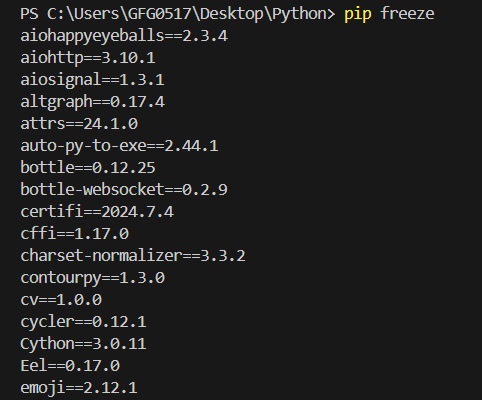 PS C:\Users\GFG0517\Desktop\Python> pip freeze
aiohappyeyeballs==2.3.4
aiohttp==3.10.1
aiosignal==1.3.1
altgraph==0.17.4
attrs==24.1.0
auto-py-to-exe==2.44.1
bottle==0.12.25
bottle-websocket==0.2.9
certifi==2024.7.4
cffi==1.17.0
charset-normalizer==3.3.2
contourpy==1.3.0
cv==1.0.0
cycler==0.12.1
Cython==3.0.11
Eel==0.17.0
emoji==2.12.1